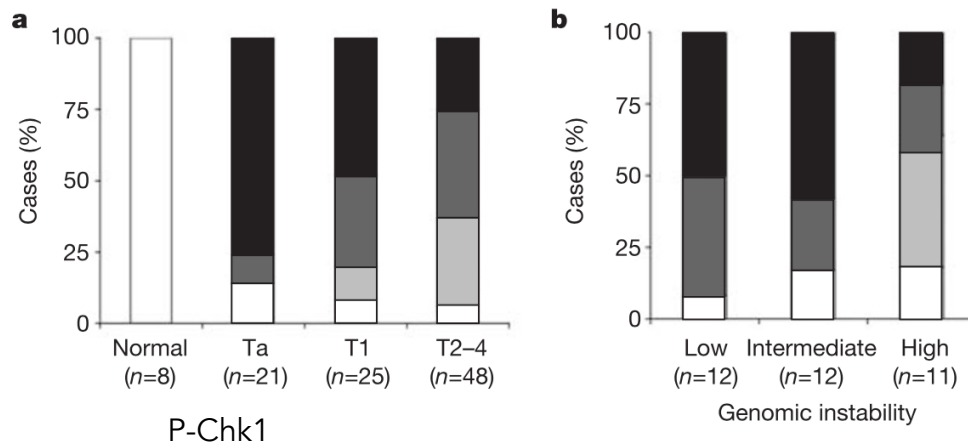 a
100
75
50
25
0
Cases (%)
Normal
(n=8)
Ta
(n=21)
T1
(n=25)
T2–4
(n=48)
P-Chk1
b
100
75
50
25
0
Cases (%)
Low
(n=12)
Intermediate
(n=12)
High
(n=11)
Genomic instability